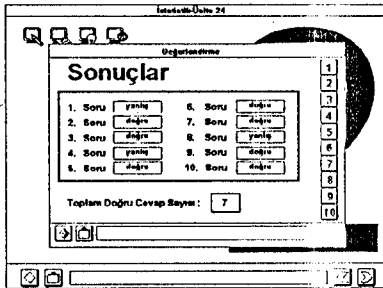 İstatistik-Ünite 24
Değerlendirme
Sonuçlar
1. Soru yanlış 6. Soru doğru
2. Soru doğru 7. Soru doğru
3. Soru doğru 8. Soru yanlış
4. Soru yanlış 9. Soru doğru
5. Soru doğru 10. Soru doğru
Toplam Doğru Cevap Sayısı : 7
1
2
3
4
5
6
7
8
9
10